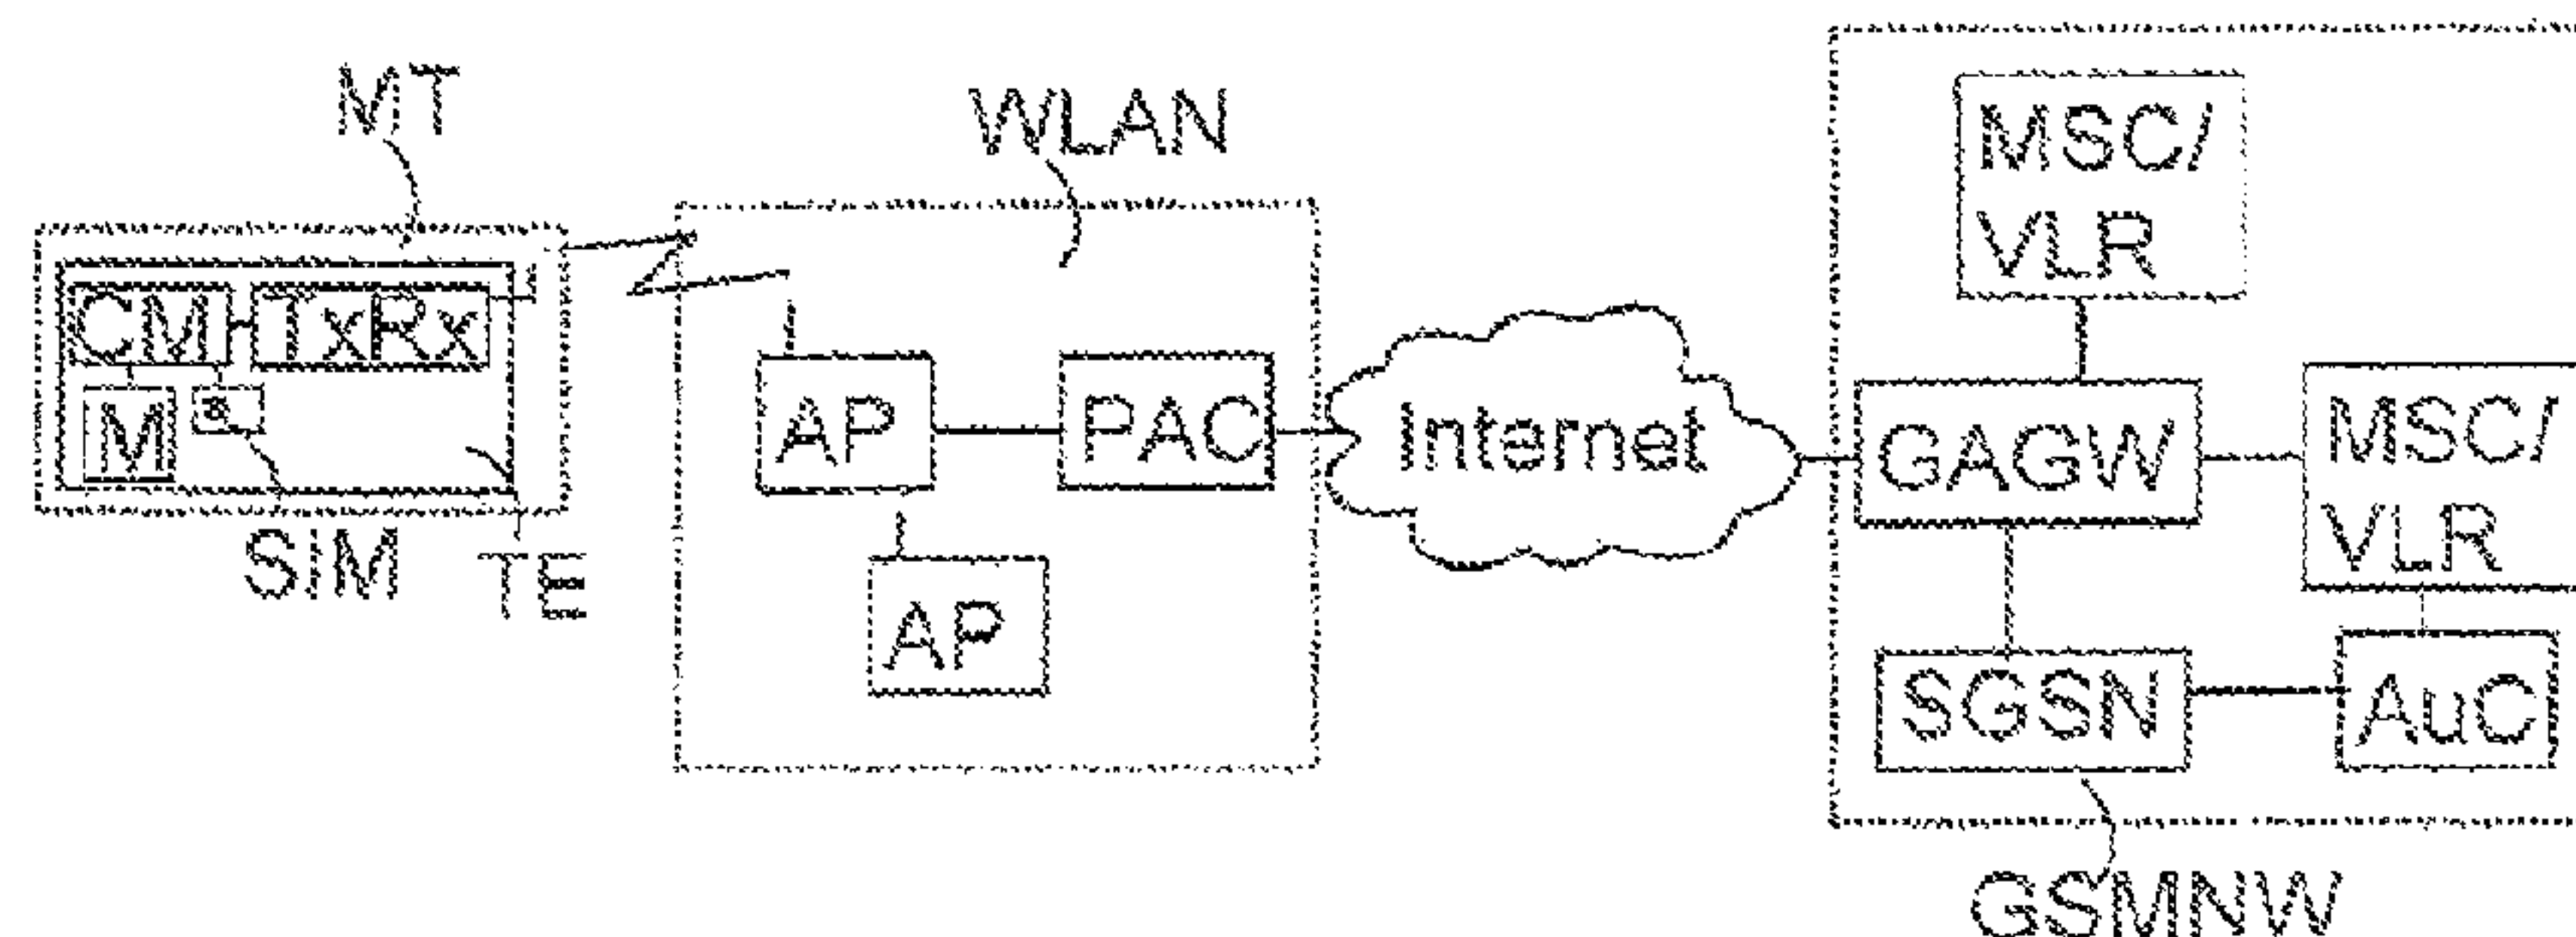 MT
WLAN
MSC/
VLR
CM
TxRx
M
SIM
TE
AP
PAC
AP
Internet
GAGW
MSC/
VLR
SGSN
AuC
GSMNW